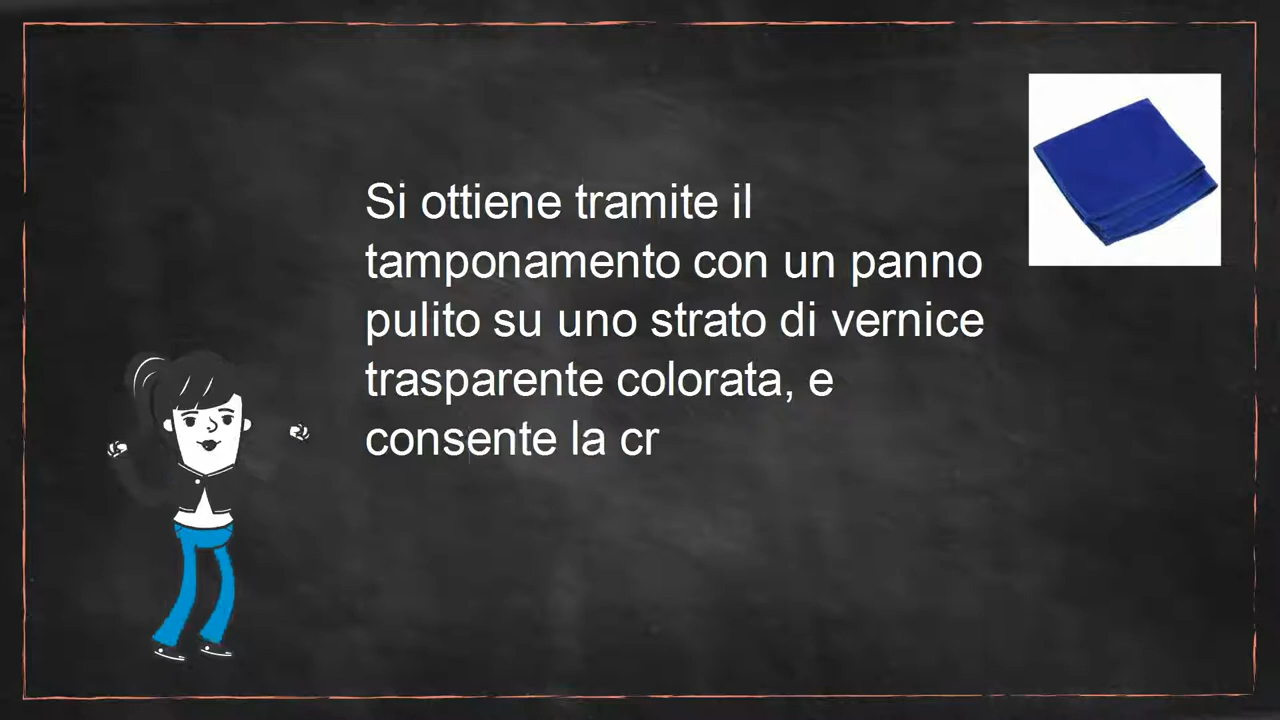 Si ottiene tramite il
tamponamento con un panno
pulito su uno strato di vernice
trasparente colorata, e
consente la cr